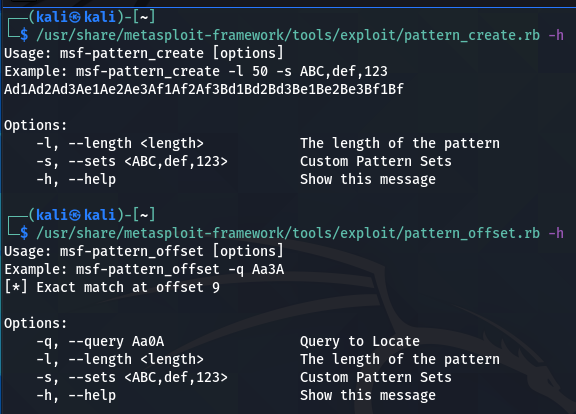 ┌──(kali㉿kali)-[~]
└─$ /usr/share/metasploit-framework/tools/exploit/pattern_create.rb -h
Usage: msf-pattern_create [options]
Example: msf-pattern_create -l 50 -s ABC,def,123
Ad1Ad2Ad3Ae1Ae2Ae3Af1Af2Af3Bd1Bd2Bd3Be1Be2Be3Bf1Bf

Options:
    -l, --length <length>            The length of the pattern
    -s, --sets <ABC,def,123>         Custom Pattern Sets
    -h, --help                       Show this message

┌──(kali㉿kali)-[~]
└─$ /usr/share/metasploit-framework/tools/exploit/pattern_offset.rb -h
Usage: msf-pattern_offset [options]
Example: msf-pattern_offset -q Aa3A
[*] Exact match at offset 9

Options:
    -q, --query Aa0A                 Query to Locate
    -l, --length <length>            The length of the pattern
    -s, --sets <ABC,def,123>         Custom Pattern Sets
    -h, --help                       Show this message